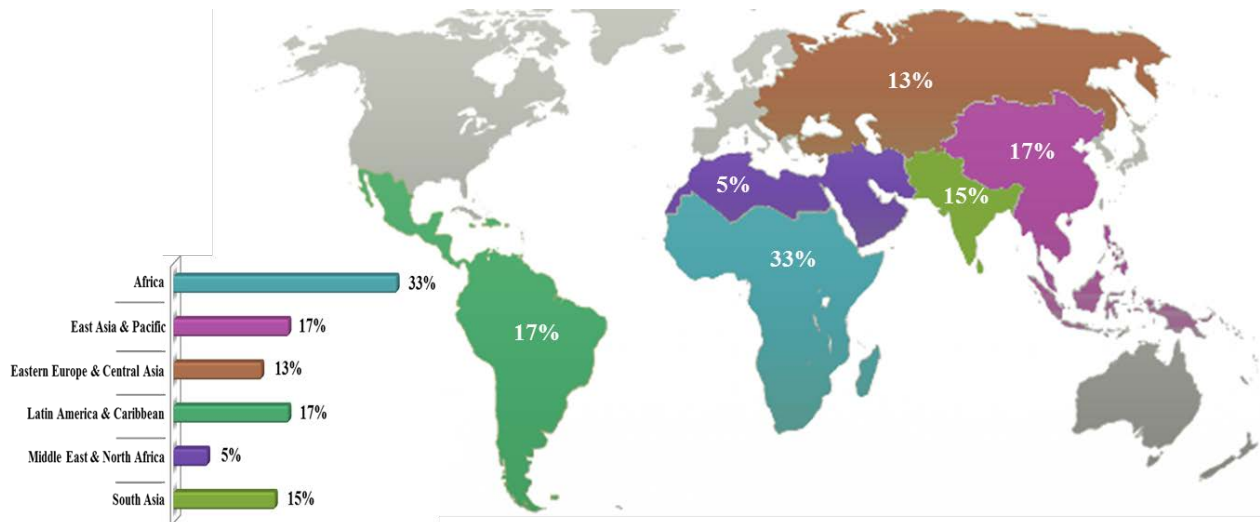 13%
17%
5%
15%
33%
17%
Africa 33%
East Asia & Pacific 17%
Eastern Europe & Central Asia 13%
Latin America & Caribbean 17%
Middle East & North Africa 5%
South Asia 15%